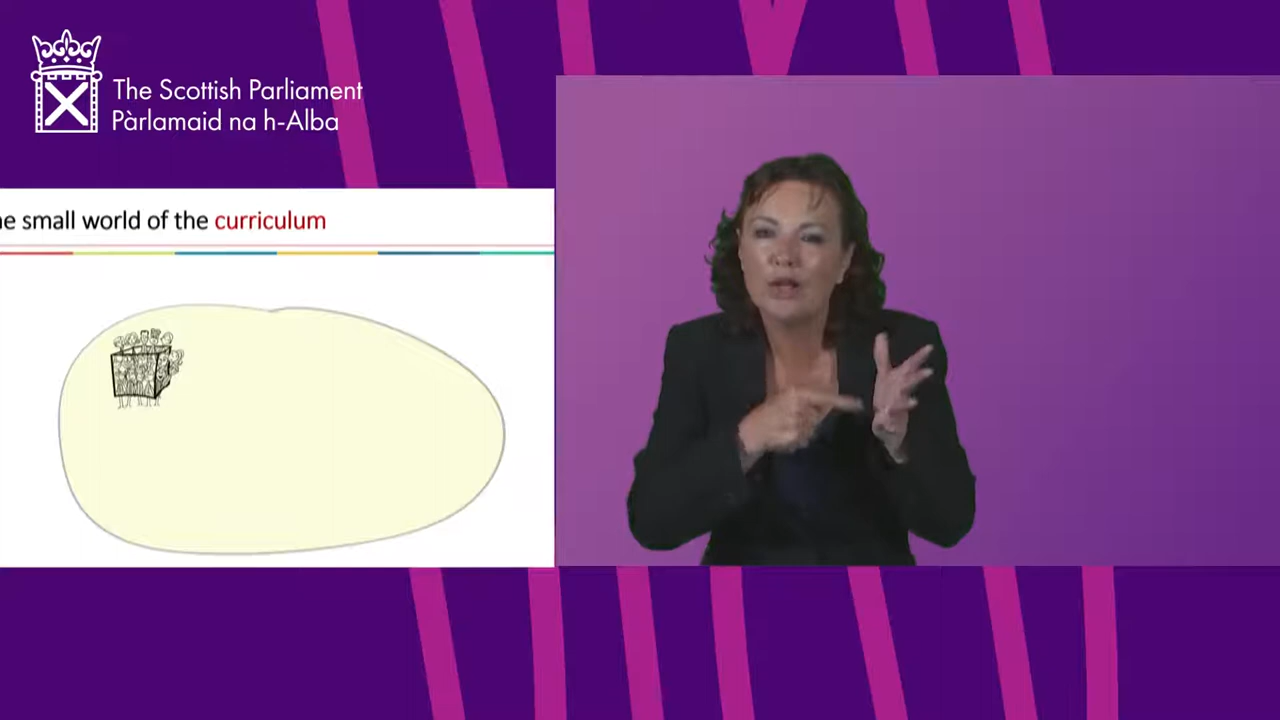 The Scottish Parliament
Pàrlamaid na h-Alba
small world of the curriculum